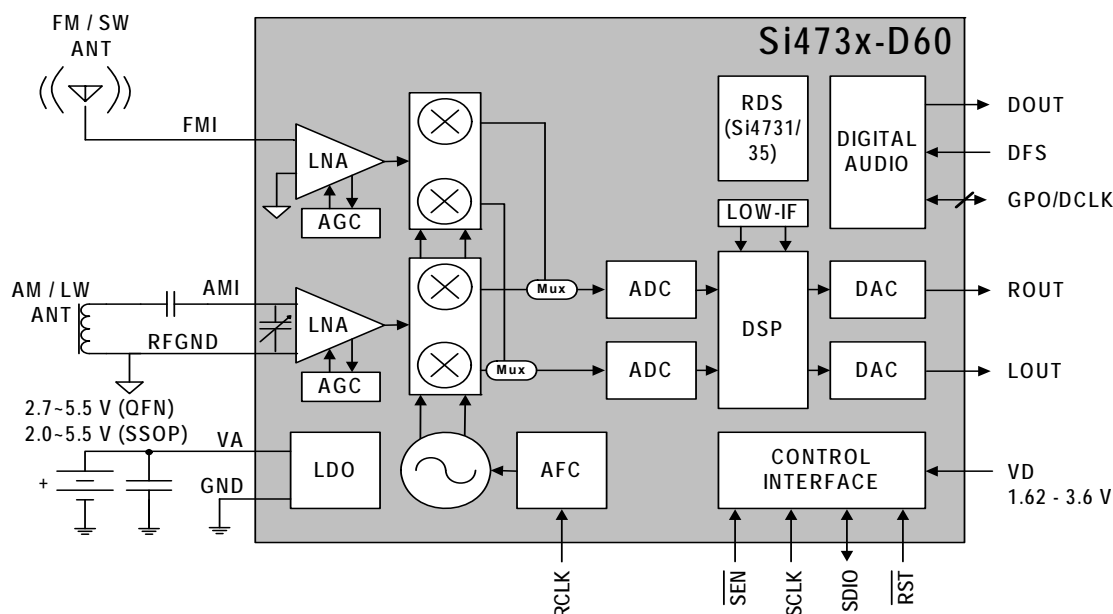 FM / SW
ANT
Si473x-D60
RDS
(Si4731/
35)
DIGITAL
AUDIO
DOUT
DFS
GPO/DCLK
FMI
LNA
AGC
LOW-IF
AM / LW
ANT
AMI
RFGND
LNA
AGC
Mux
Mux
ADC
ADC
DSP
DAC
DAC
ROUT
LOUT
2.7~5.5 V (QFN)
2.0~5.5 V (SSOP)
VA
+
GND
LDO
AFC
CONTROL
INTERFACE
VD
1.62 - 3.6 V
RCLK
SEN
SCLK
SDIO
RST